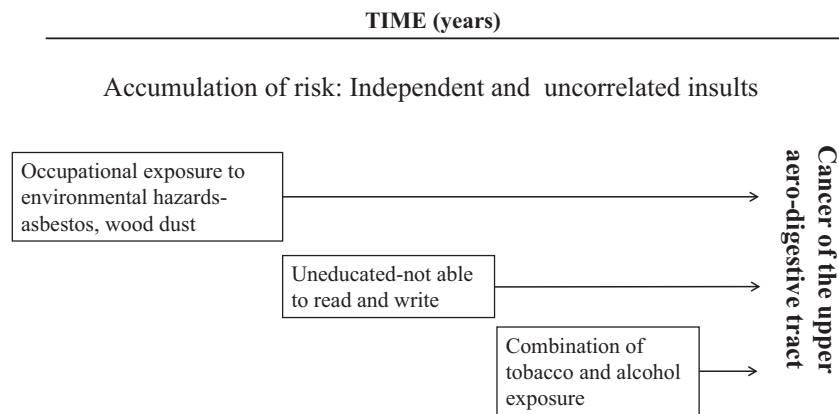 TIME (years)
Accumulation of risk: Independent and uncorrelated insults
Occupational exposure to
environmental hazards-
asbestos, wood dust
Uneducated-not able
to read and write
Combination of
tobacco and alcohol
exposure
Cancer of the upper
aero-digestive tract